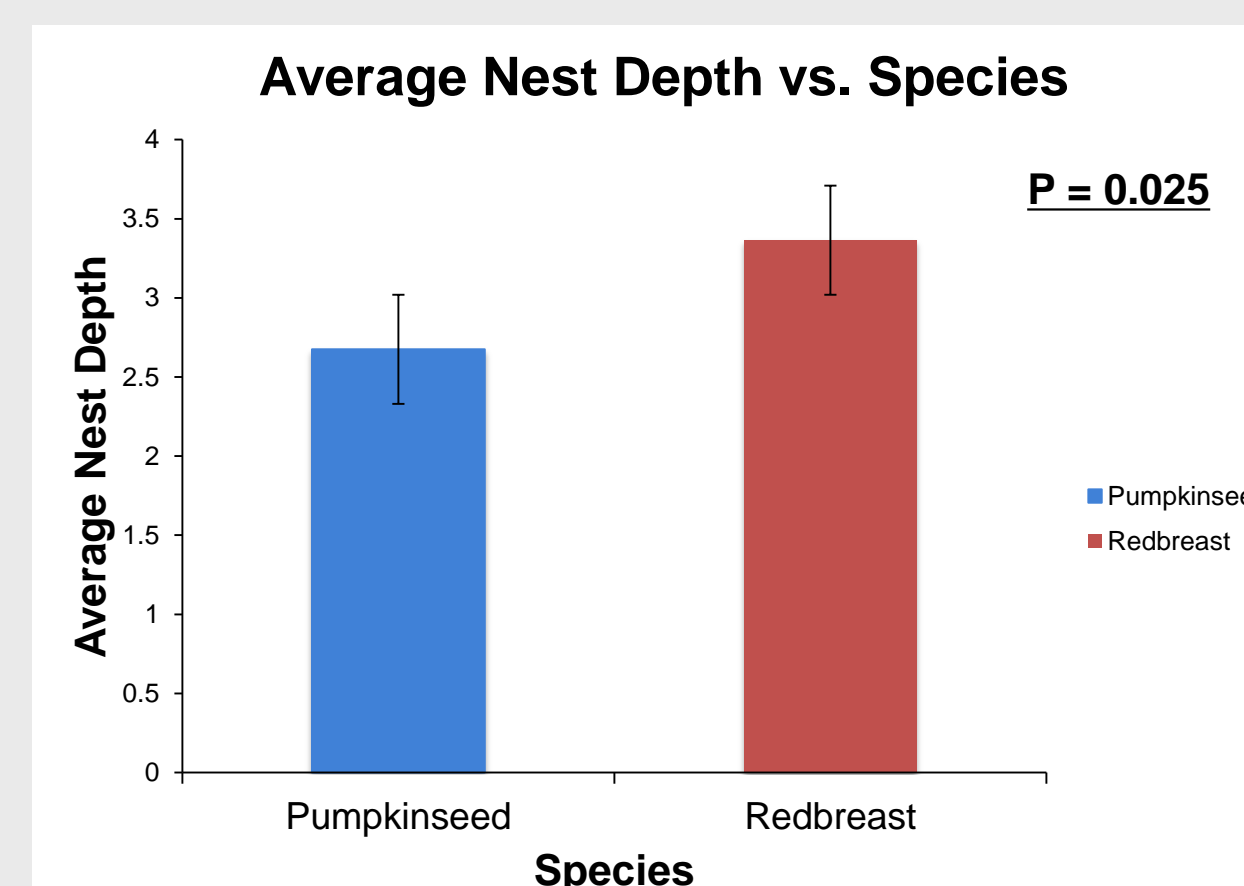 Average Nest Depth vs. Species
P = 0.025
Average Nest Depth
4
3.5
3
2.5
2
1.5
1
0.5
0
Pumpkinsee
Redbreast
Pumpkinseed
Redbreast
Species